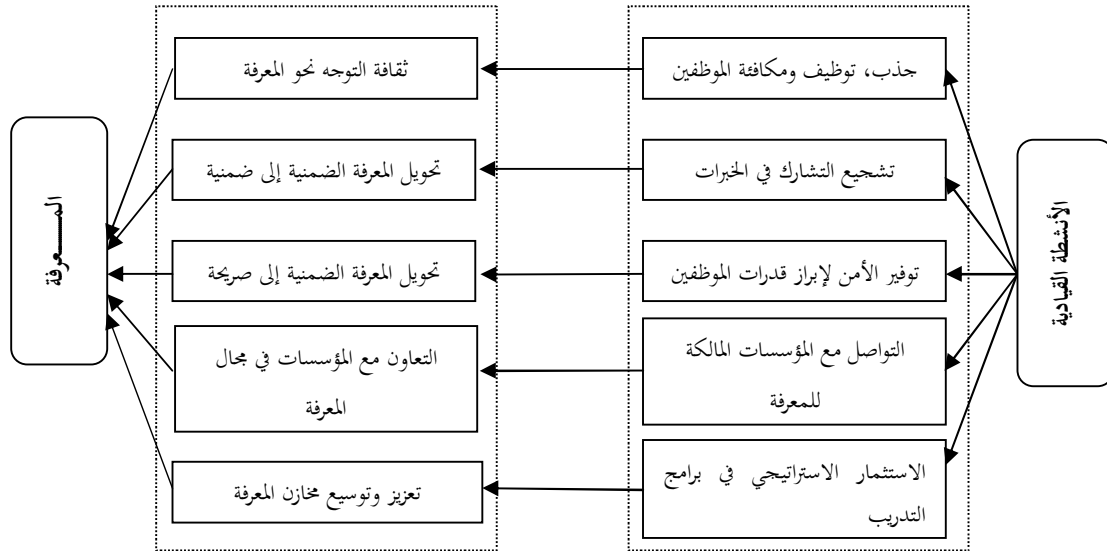 الأنشطة القيادية
جذب، توظيف ومكافئة الموظفين
تشجيع التشارك في الخبرات
توفير الأمن لإبراز قدرات الموظفين
التواصل مع المؤسسات المالكة
للمعرفة
الاستثمار الاستراتيجي في برامج
التدريب
ثقافة التوجه نحو المعرفة
تحويل المعرفة الضمنية إلى ضمنية
تحويل المعرفة الضمنية إلى صريحة
التعاون مع المؤسسات في مجال
المعرفة
تعزيز وتوسيع مخازن المعرفة
المــــعرفة